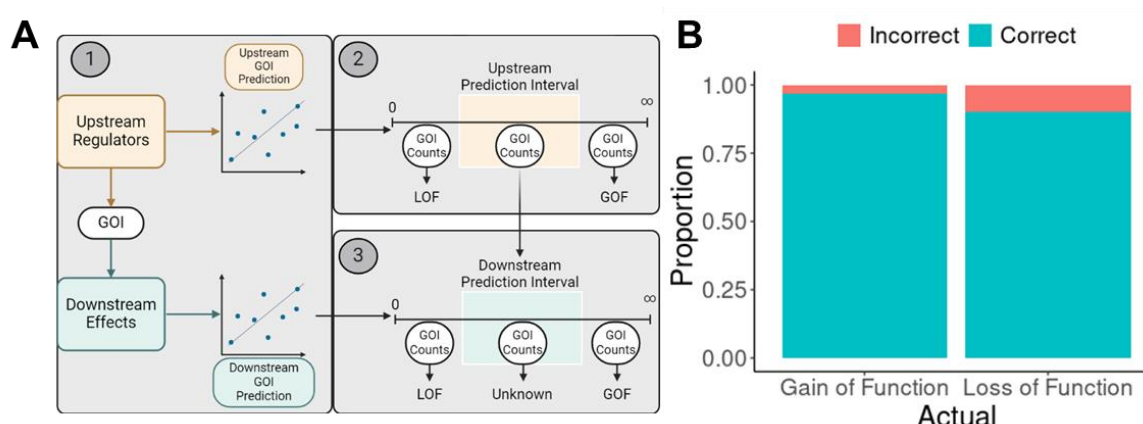 A
1
Upstream
GOI
Prediction
Upstream
Regulators
GOI
Downstream
Effects
Downstream
GOI
Prediction
2
Upstream
Prediction Interval
0
∞
GOI
Counts
GOI
Counts
GOI
Counts
LOF
GOF
3
Downstream
Prediction Interval
0
∞
GOI
Counts
GOI
Counts
GOI
Counts
LOF
Unknown
GOF
B
Incorrect
Correct
Proportion
1.00
0.75
0.50
0.25
0.00
Gain of Function
Loss of Function
Actual